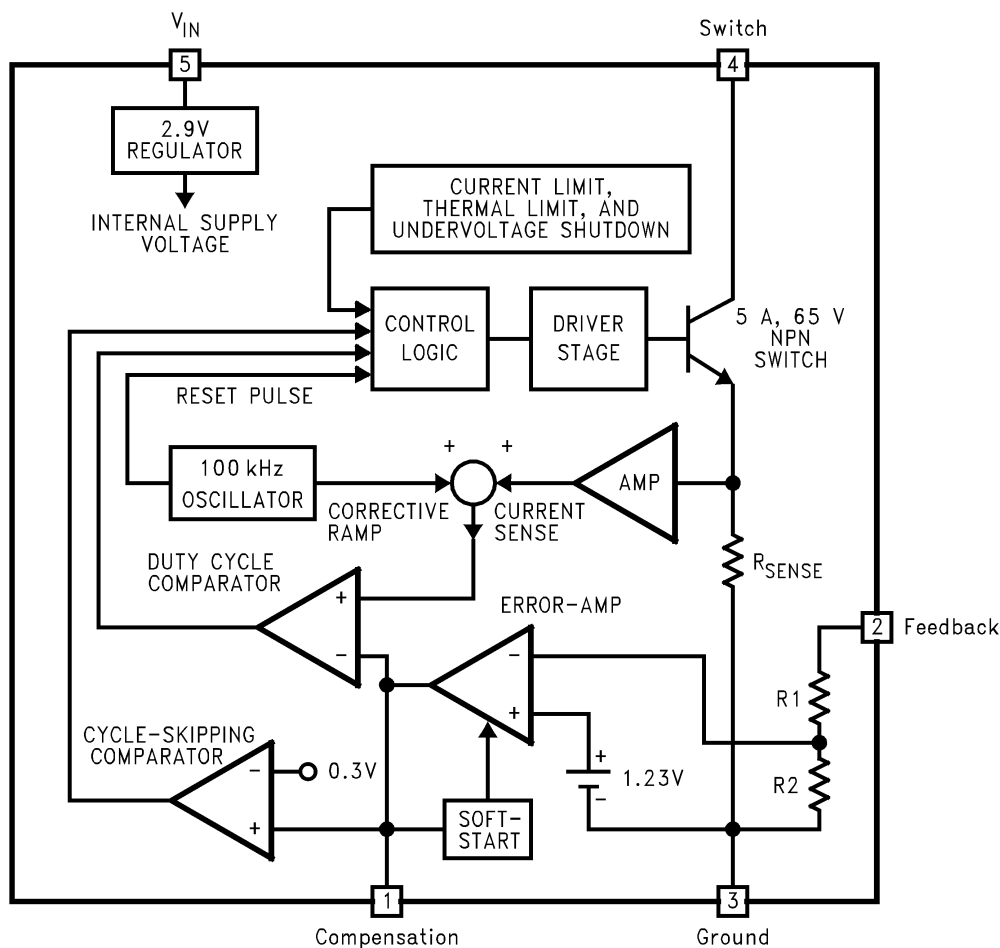 VIN
Switch
5
4
2.9V
REGULATOR
INTERNAL SUPPLY
VOLTAGE
CURRENT LIMIT,
THERMAL LIMIT, AND
UNDERVOLTAGE SHUTDOWN
CONTROL
LOGIC
DRIVER
STAGE
5 A, 65 V
NPN
SWITCH
RESET PULSE
100 kHz
OSCILLATOR
+
+
AMP
CORRECTIVE
RAMP
CURRENT
SENSE
RSENSE
DUTY CYCLE
COMPARATOR
+
−
ERROR-AMP
−
+
2
Feedback
R1
R2
CYCLE-SKIPPING
COMPARATOR
−
+
0.3V
SOFT-
START
+
−
1.23V
1
3
Compensation
Ground